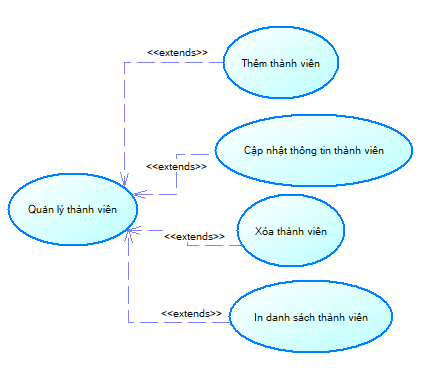 <<extends>>
Thêm thành viên
Cập nhật thông tin thành viên
<<extends>>
Quản lý thành viên
Xóa thành viên
<<extends>>
<<extends>>
In danh sách thành viên